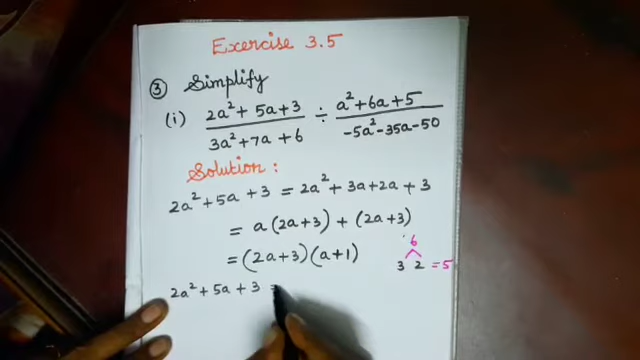 Exercise 3.5
③ Simplify
(i) (2a² + 5a + 3)/(3a² + 7a + 6) ÷ (a² + 6a + 5)/(-5a² - 35a - 50)
Solution :
2a² + 5a + 3 = 2a² + 3a + 2a + 3
= a(2a+3) + (2a+3)
= (2a+3)(a+1)
6
3 2 = 5
2a² + 5a + 3 =